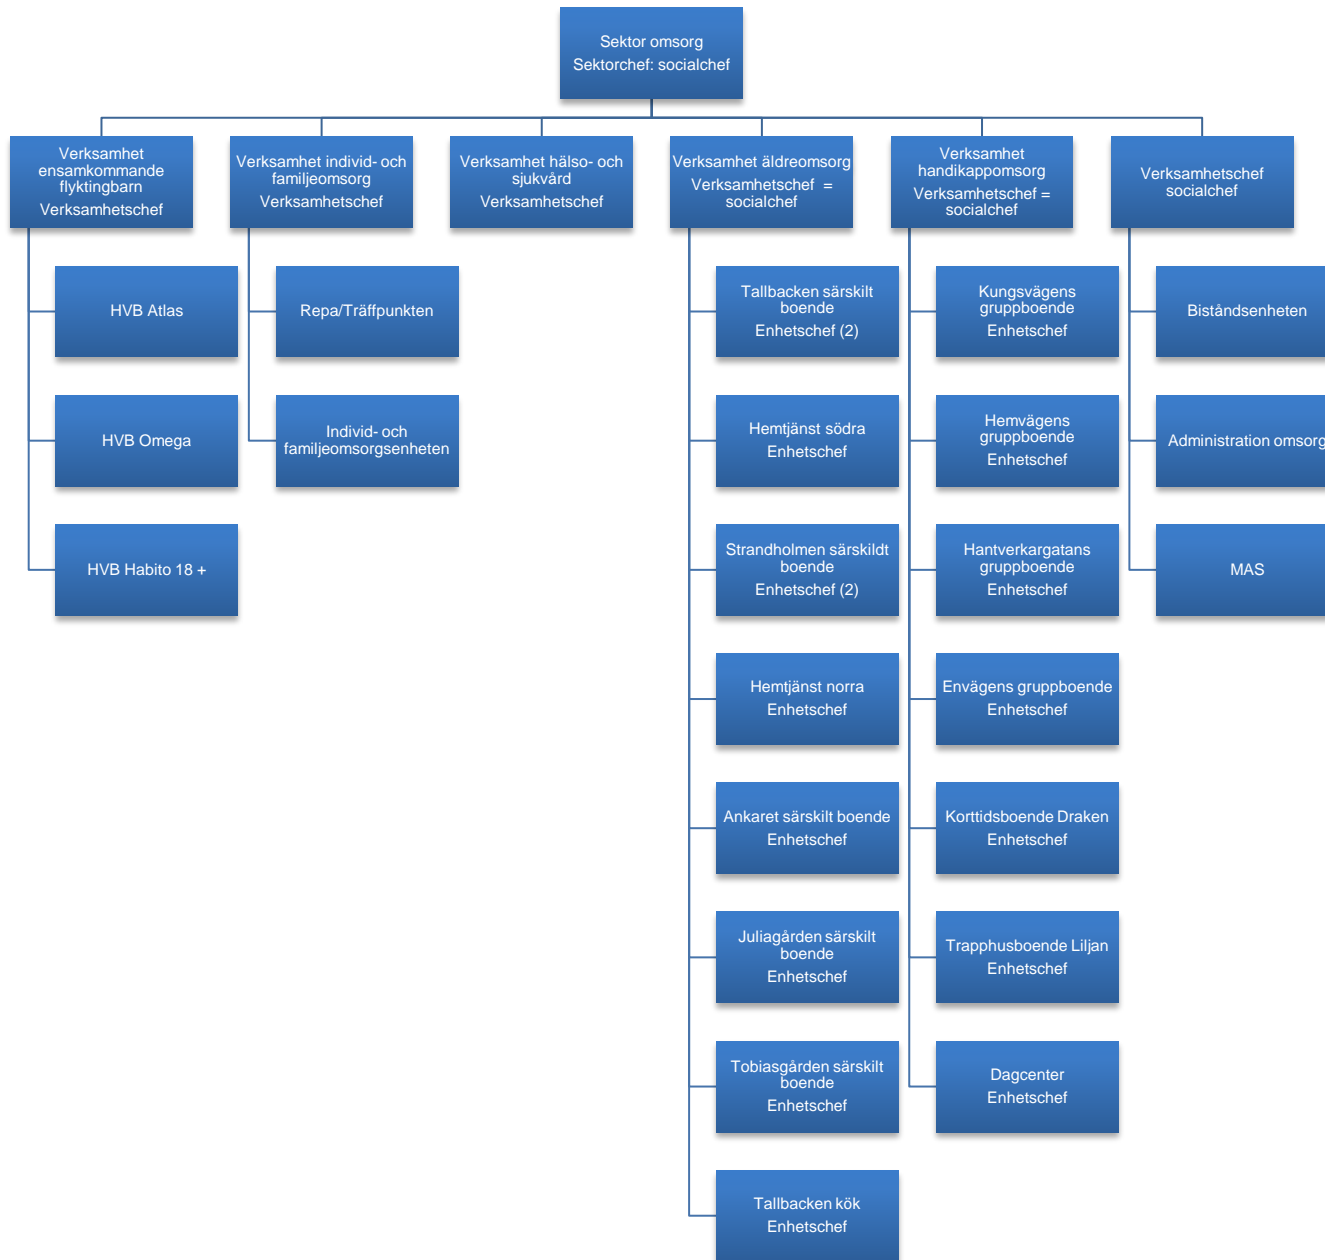 Sektor omsorg
Sektorchef: socialchef
Verksamhet
ensamkommande
flyktingbarn
Verksamhetschef
Verksamhet individ- och
familjeomsorg
Verksamhetschef
Verksamhet hälso- och
sjukvård
Verksamhetschef
Verksamhet äldreomsorg
Verksamhetschef =
socialchef
Verksamhet
handikappomsorg
Verksamhetschef =
socialchef
Verksamhetschef
socialchef
HVB Atlas
HVB Omega
HVB Habito 18 +
Repa/Träffpunkten
Individ- och
familjeomsorgsenheten
Tallbacken särskilt
boende
Enhetschef (2)
Hemtjänst södra
Enhetschef
Strandholmen särskildt
boende
Enhetschef (2)
Hemtjänst norra
Enhetschef
Ankaret särskilt boende
Enhetschef
Juliagården särskilt
boende
Enhetschef
Tobiasgården särskilt
boende
Enhetschef
Tallbacken kök
Enhetschef
Kungsvägens
gruppboende
Enhetschef
Hemvägens
gruppboende
Enhetschef
Hantverkargatans
gruppboende
Enhetschef
Envägens gruppboende
Enhetschef
Korttidsboende Draken
Enhetschef
Trapphusboende Liljan
Enhetschef
Dagcenter
Enhetschef
Biståndsenheten
Administration omsorg
MAS